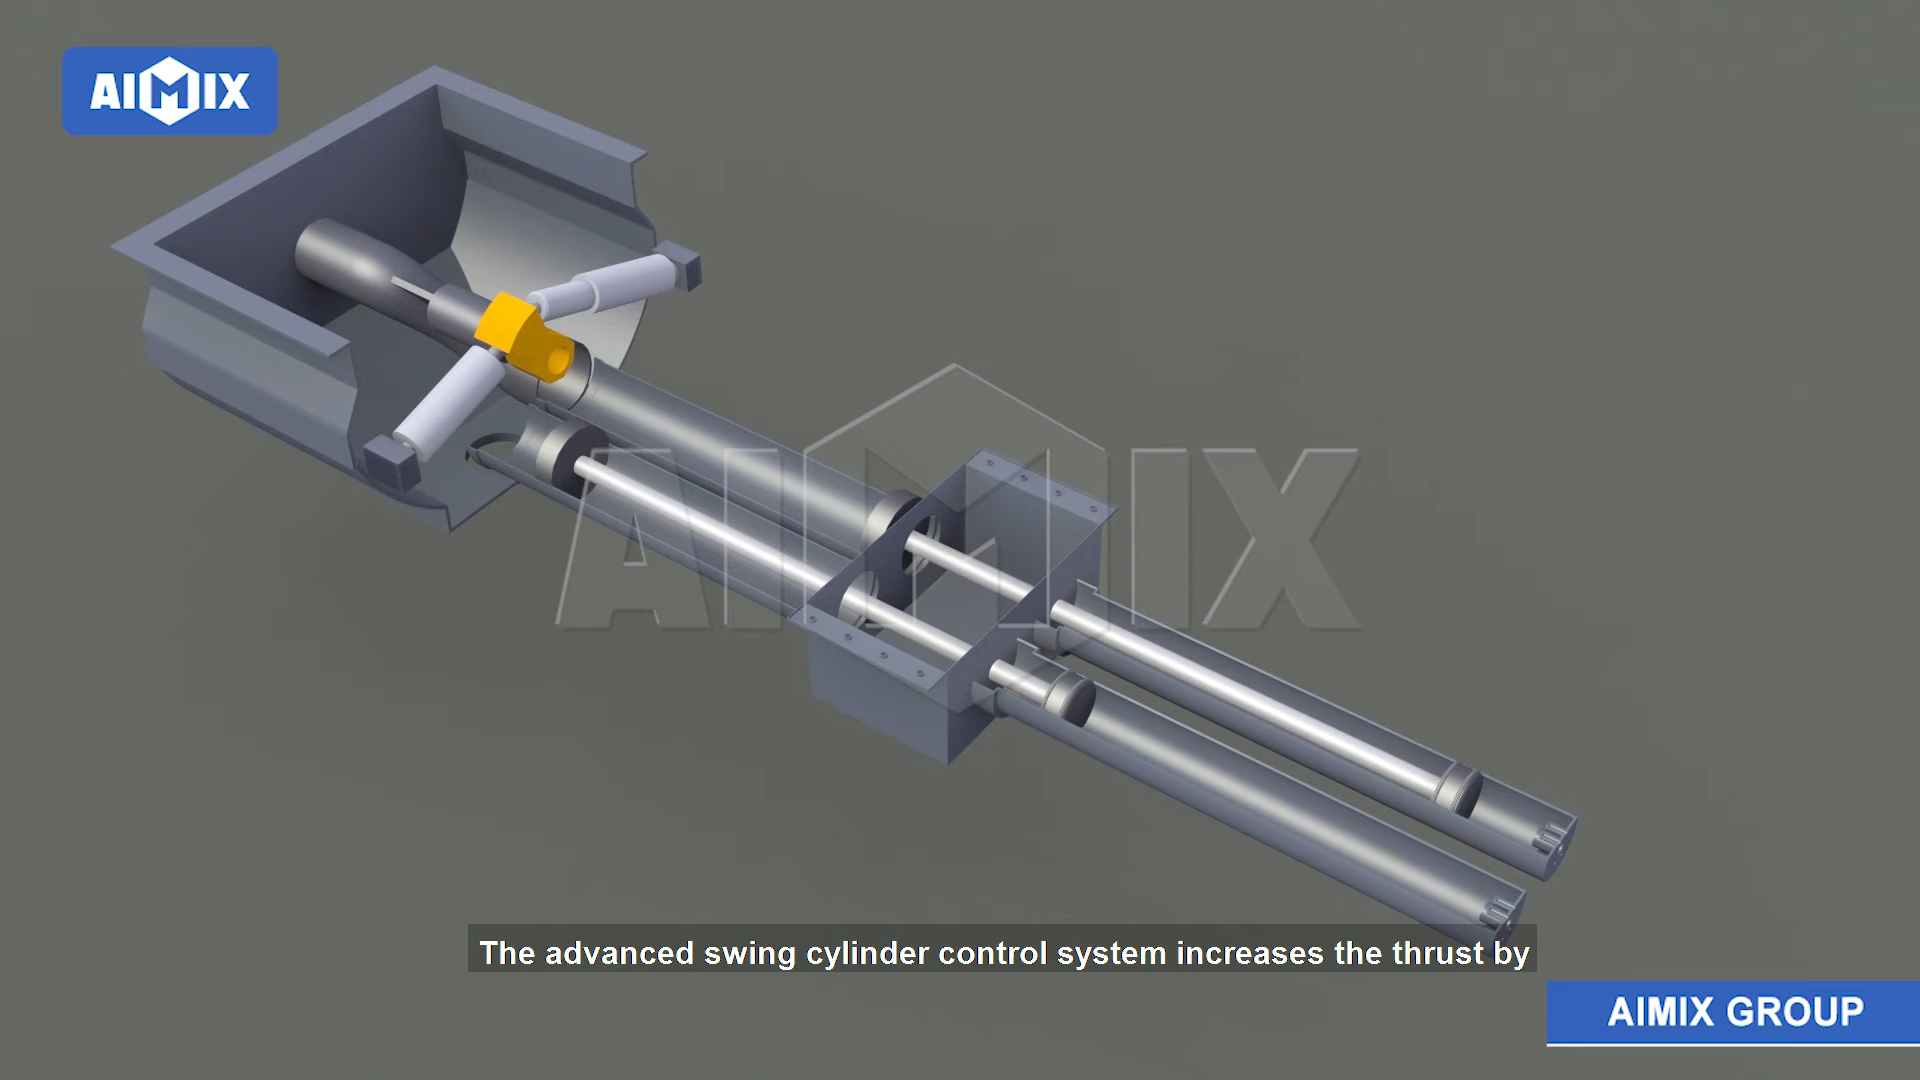 AIMIX
AIMIX
The advanced swing cylinder control system increases the thrust by
AIMIX GROUP